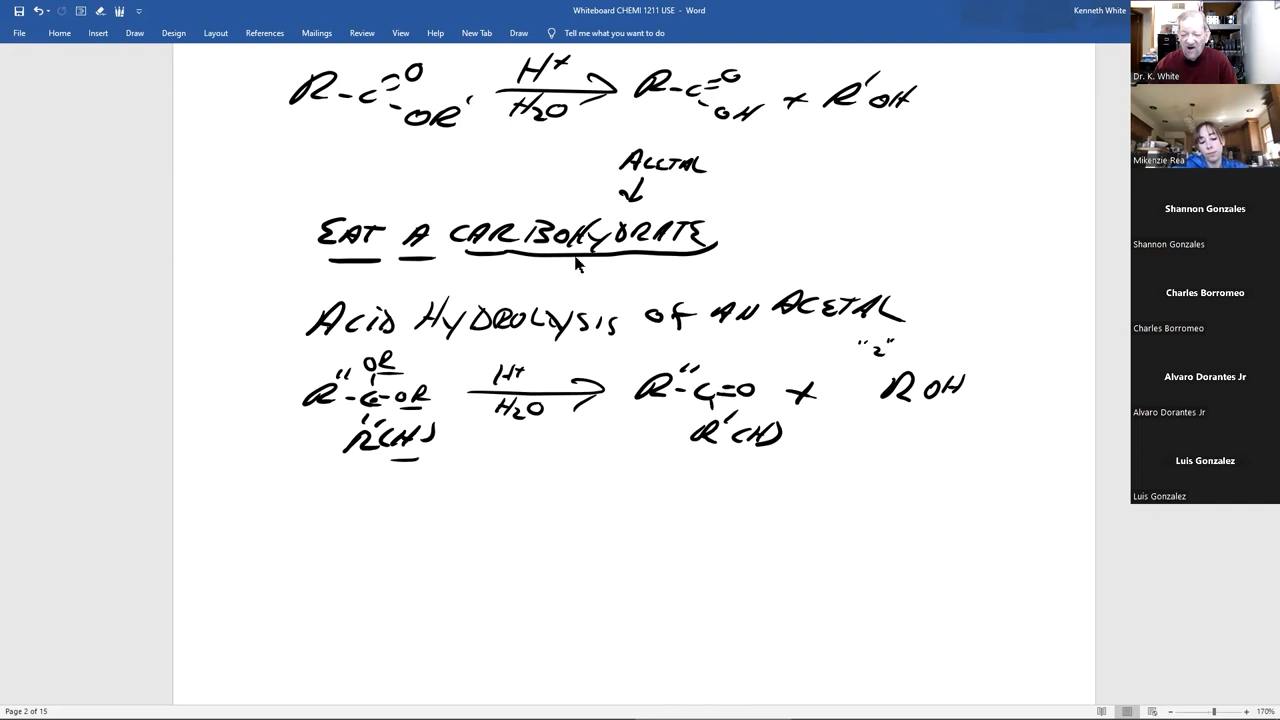 Whiteboard CHEMI 1211 USE - Word
Kenneth White
File Home Insert Draw Design Layout References Mailings Review View Help New Tab Draw Tell me what you want to do
R-C=O OR' H+ H2O → R-C=O OH + R'OH
ACETAL
↓
EAT A CARBOHYDRATE
ACID HYDROLYSIS OF AN ACETAL
"2"
R"-C-OR OR R'(H) H+ H2O → R"-C=O R'(H) + ROH
Dr. K. White
Mikenzie Rea
Shannon Gonzales
Shannon Gonzales
Charles Borromeo
Charles Borromeo
Alvaro Dorantes Jr
Alvaro Dorantes Jr
Luis Gonzalez
Luis Gonzalez
Page 2 of 15
170%